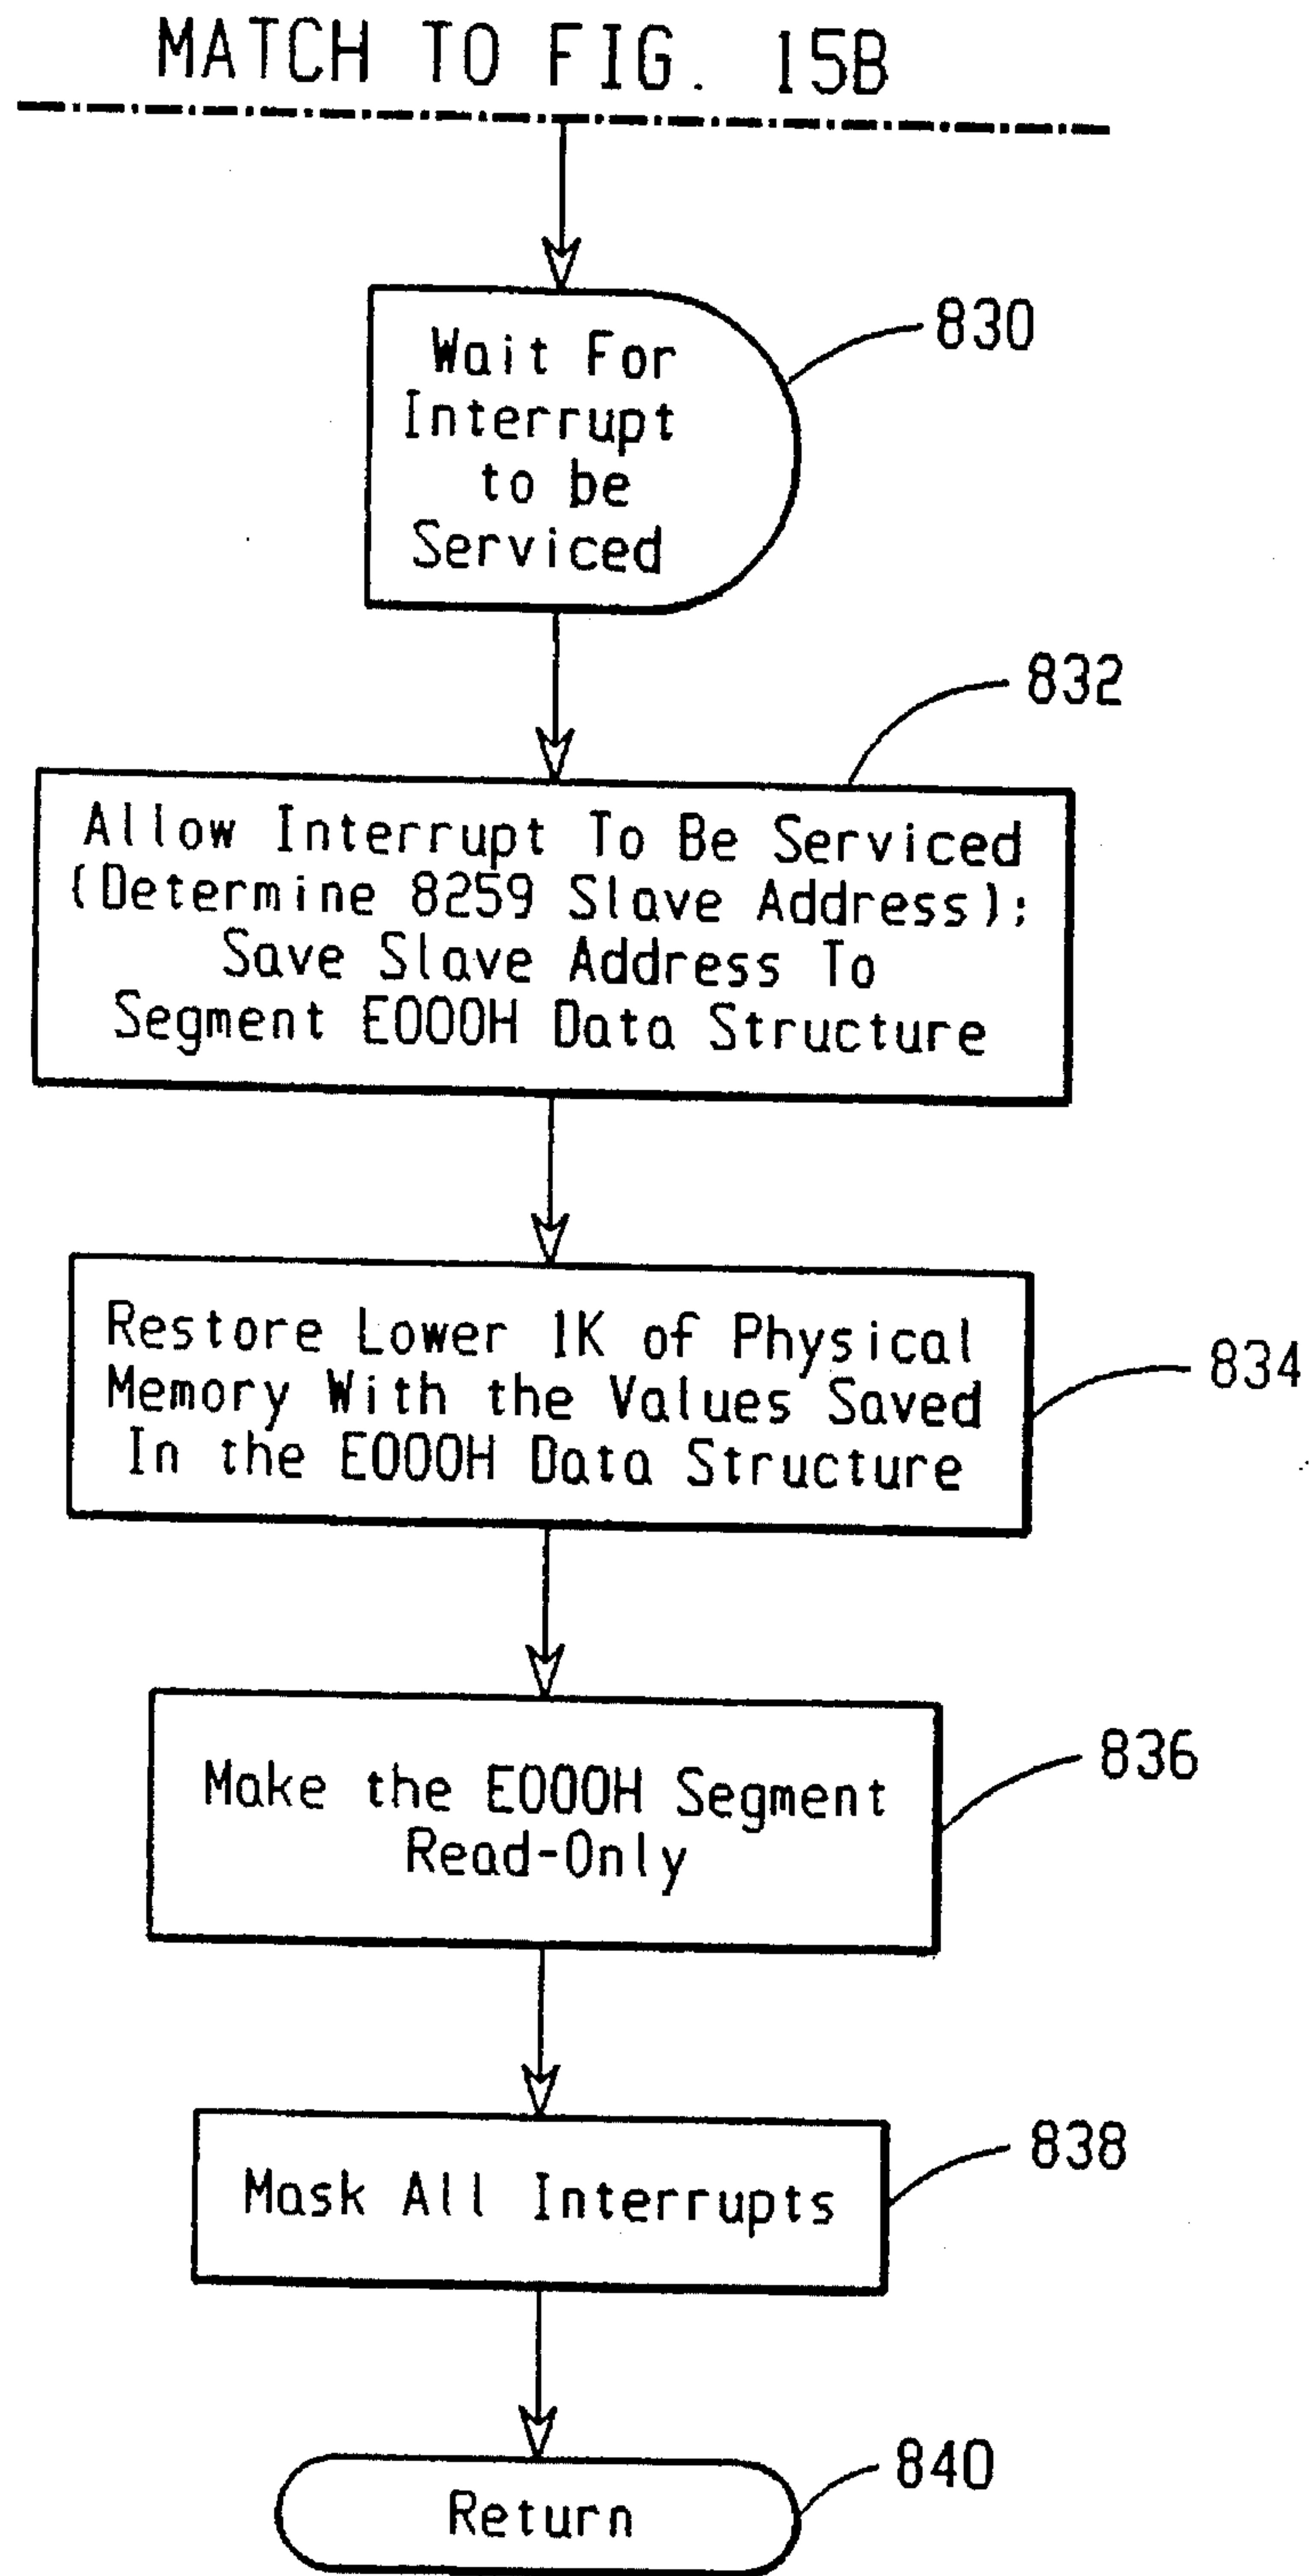 MATCH TO FIG. 15B
Wait For
Interrupt
to be
Serviced
830
832
Allow Interrupt To Be Serviced
(Determine 8259 Slave Address);
Save Slave Address To
Segment E000H Data Structure
Restore Lower 1K of Physical
Memory With the Values Saved
In the E000H Data Structure
834
Make the E000H Segment
Read-Only
836
Mask All Interrupts
838
Return
840